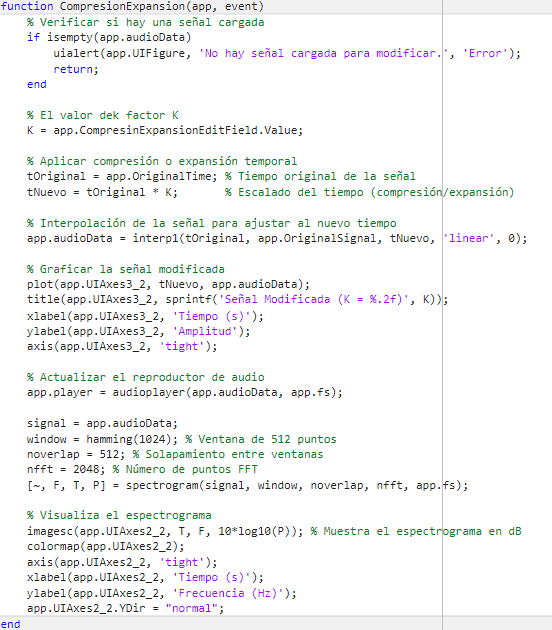 function CompresionExpansion(app, event)
% Verificar si hay una señal cargada
if isempty(app.audioData)
uialert(app.UIFigure, 'No hay señal cargada para modificar.', 'Error');
return;
end
% El valor dek factor K
K = app.CompresinExpansionEditField.Value;
% Aplicar compresión o expansión temporal
tOriginal = app.OriginalTime; % Tiempo original de la señal
tNuevo = tOriginal * K; % Escalado del tiempo (compresión/expansión)
% Interpolación de la señal para ajustar al nuevo tiempo
app.audioData = interp1(tOriginal, app.OriginalSignal, tNuevo, 'linear', 0);
% Graficar la señal modificada
plot(app.UIAxes3_2, tNuevo, app.audioData);
title(app.UIAxes3_2, sprintf('Señal Modificada (K = %.2f)', K));
xlabel(app.UIAxes3_2, 'Tiempo (s)');
ylabel(app.UIAxes3_2, 'Amplitud');
axis(app.UIAxes3_2, 'tight');
% Actualizar el reproductor de audio
app.player = audioplayer(app.audioData, app.fs);
signal = app.audioData;
window = hamming(1024); % Ventana de 512 puntos
noverlap = 512; % Solapamiento entre ventanas
nfft = 2048; % Número de puntos FFT
[~, F, T, P] = spectrogram(signal, window, noverlap, nfft, app.fs);
% Visualiza el espectrograma
imagesc(app.UIAxes2_2, T, F, 10*log10(P)); % Muestra el espectrograma en dB
colormap(app.UIAxes2_2);
axis(app.UIAxes2_2, 'tight');
xlabel(app.UIAxes2_2, 'Tiempo (s)');
ylabel(app.UIAxes2_2, 'Frecuencia (Hz)');
app.UIAxes2_2.YDir = "normal";
end